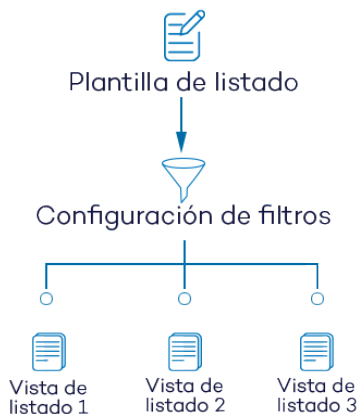 Plantilla de listado
Configuración de filtros
Vista de
listado 1
Vista de
listado 2
Vista de
listado 3